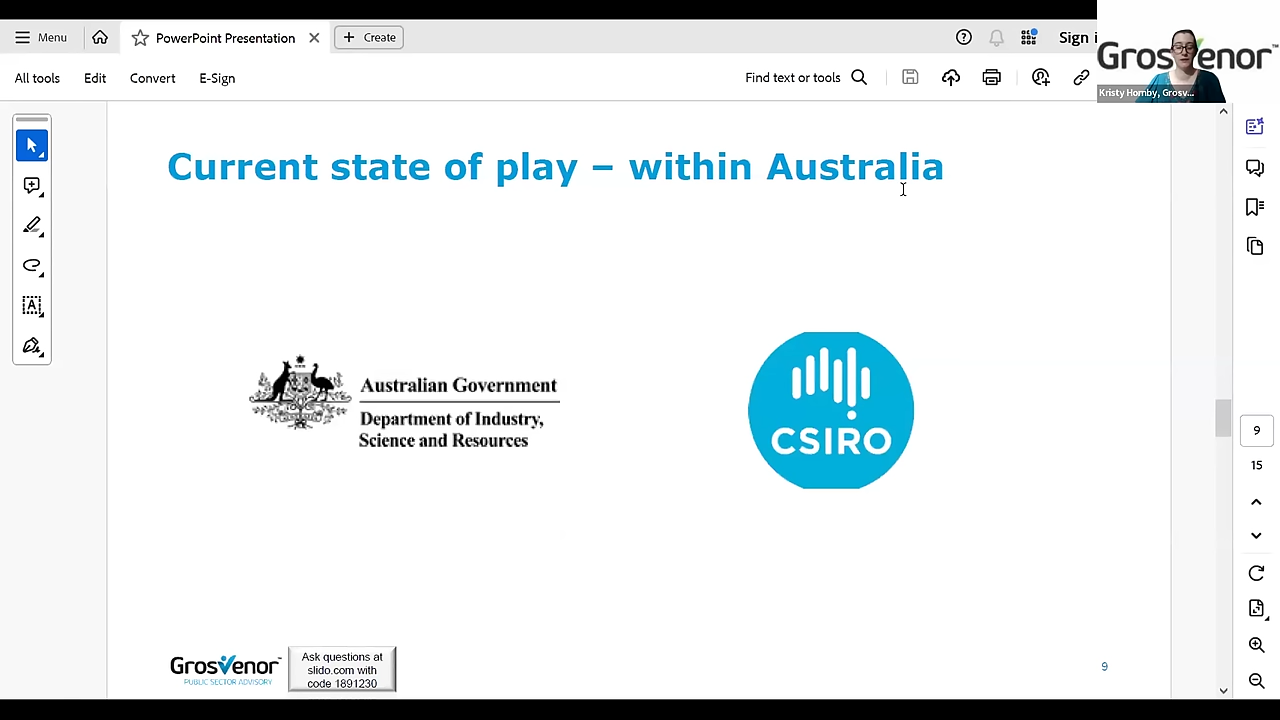 Menu
PowerPoint Presentation
Create
Sign i
GrosVenor™
Kristy Hornby, Grosv...
All tools
Edit
Convert
E-Sign
Find text or tools
Current state of play – within Australia
Australian Government
Department of Industry,
Science and Resources
CSIRO
9
15
GrosVenor™
PUBLIC SECTOR ADVISORY
Ask questions at
slido.com with
code 1891230
9